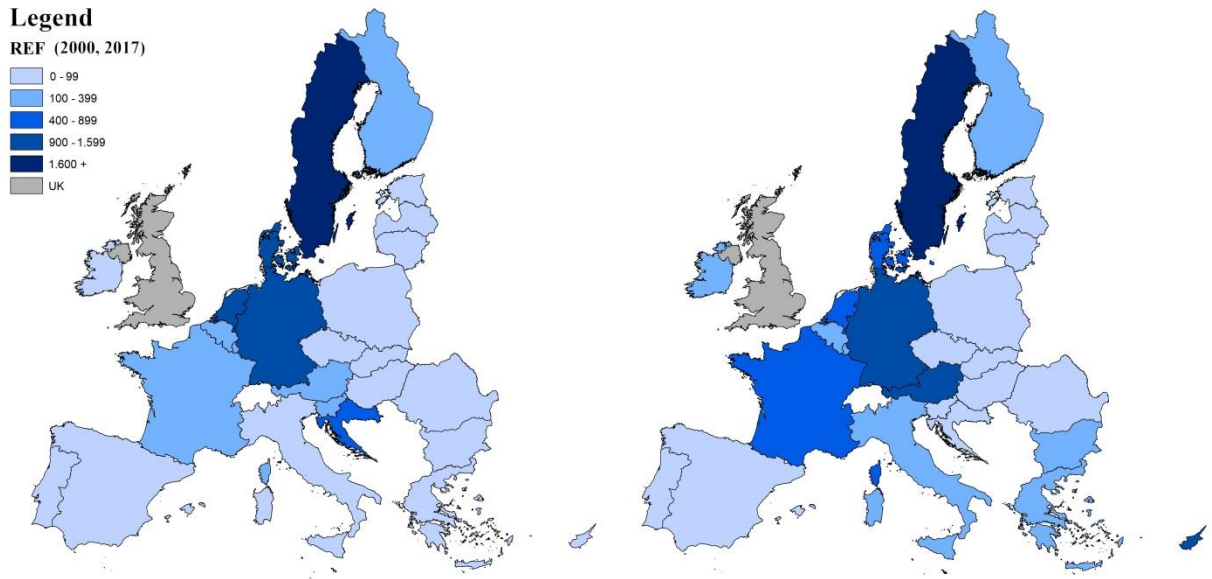 Legend
REF (2000, 2017)
0 - 99
100 - 399
400 - 899
900 - 1.599
1.600 +
UK